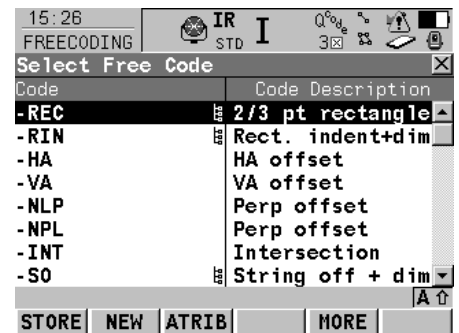 15:26
FREECODING
IR
STD
I
3
Select Free Code
Code Code Description
-REC 2/3 pt rectangle
-RIN Rect. indent+dim
-HA HA offset
-VA VA offset
-NLP Perp offset
-NPL Perp offset
-INT Intersection
-SO String off + dim
A
STORE NEW ATRIB MORE